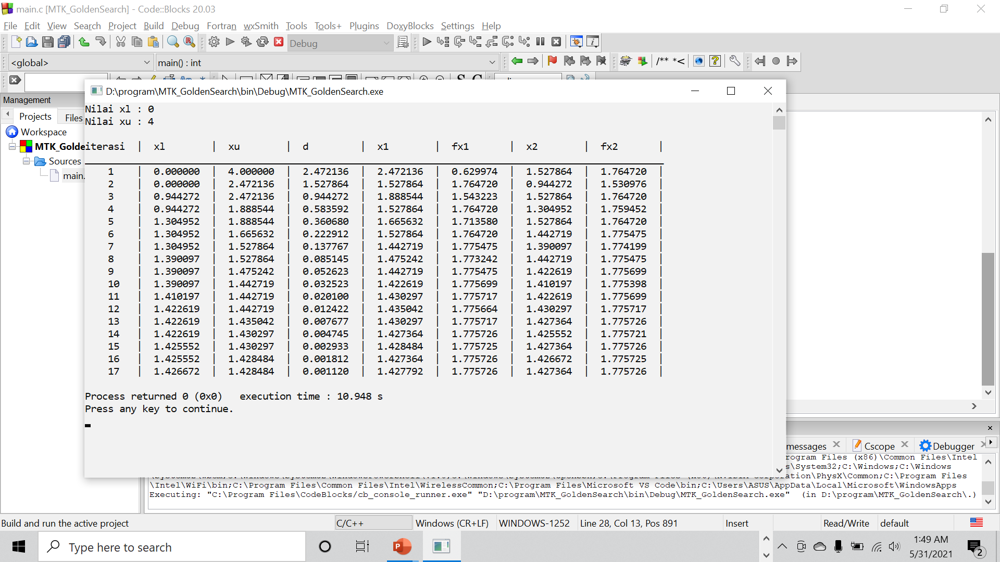 main.c [MTK_GoldenSearch] - Code::Blocks 20.03
File Edit View Search Project Build Debug Fortran wxSmith Tools Tools+ Plugins DoxyBlocks Settings Help
Debug
<global> main() : int /** *<
D:\program\MTK_GoldenSearch\bin\Debug\MTK_GoldenSearch.exe
Management
Projects Files
Workspace
MTK_Golde
Sources
main.
Nilai xl : 0
Nilai xu : 4
iterasi | xl | xu | d | x1 | fx1 | x2 | fx2 |
1 | 0.000000 | 4.000000 | 2.472136 | 2.472136 | 0.629974 | 1.527864 | 1.764720 |
2 | 0.000000 | 2.472136 | 1.527864 | 1.527864 | 1.764720 | 0.944272 | 1.530976 |
3 | 0.944272 | 2.472136 | 0.944272 | 1.888544 | 1.543223 | 1.527864 | 1.764720 |
4 | 0.944272 | 1.888544 | 0.583592 | 1.527864 | 1.764720 | 1.304952 | 1.759452 |
5 | 1.304952 | 1.888544 | 0.360680 | 1.665632 | 1.713580 | 1.527864 | 1.764720 |
6 | 1.304952 | 1.665632 | 0.222912 | 1.527864 | 1.764720 | 1.442719 | 1.775475 |
7 | 1.304952 | 1.527864 | 0.137767 | 1.442719 | 1.775475 | 1.390097 | 1.774199 |
8 | 1.390097 | 1.527864 | 0.085145 | 1.475242 | 1.773242 | 1.442719 | 1.775475 |
9 | 1.390097 | 1.475242 | 0.052623 | 1.442719 | 1.775475 | 1.422619 | 1.775699 |
10 | 1.390097 | 1.442719 | 0.032523 | 1.422619 | 1.775699 | 1.410197 | 1.775398 |
11 | 1.410197 | 1.442719 | 0.020100 | 1.430297 | 1.775717 | 1.422619 | 1.775699 |
12 | 1.422619 | 1.442719 | 0.012422 | 1.435042 | 1.775664 | 1.430297 | 1.775717 |
13 | 1.422619 | 1.435042 | 0.007677 | 1.430297 | 1.775717 | 1.427364 | 1.775726 |
14 | 1.422619 | 1.430297 | 0.004745 | 1.427364 | 1.775726 | 1.425552 | 1.775721 |
15 | 1.425552 | 1.430297 | 0.002933 | 1.428484 | 1.775725 | 1.427364 | 1.775726 |
16 | 1.425552 | 1.428484 | 0.001812 | 1.427364 | 1.775726 | 1.426672 | 1.775725 |
17 | 1.426672 | 1.428484 | 0.001120 | 1.427792 | 1.775726 | 1.427364 | 1.775726 |
Process returned 0 (0x0) execution time : 10.948 s
Press any key to continue.
messages Cscope Debugger
rogram Files (x86)\Common Files\Intel
s\System32;C:\Windows;C:\Windows
ation\PhysX\Common;C:\Program Files
\Intel\WiFi\bin;C:\Program Files\Common Files\Intel\WirelessCommon;C:\Program Files\Microsoft VS Code\bin;C:\Users\ASUS\AppData\Local\Microsoft\WindowsApps
Executing: "C:\Program Files\CodeBlocks/cb_console_runner.exe" "D:\program\MTK_GoldenSearch\bin\Debug\MTK_GoldenSearch.exe" (in D:\program\MTK_GoldenSearch\.)
Build and run the active project C/C++ Windows (CR+LF) WINDOWS-1252 Line 28, Col 13, Pos 891 Insert Read/Write default
Type here to search
1:49 AM
5/31/2021
2